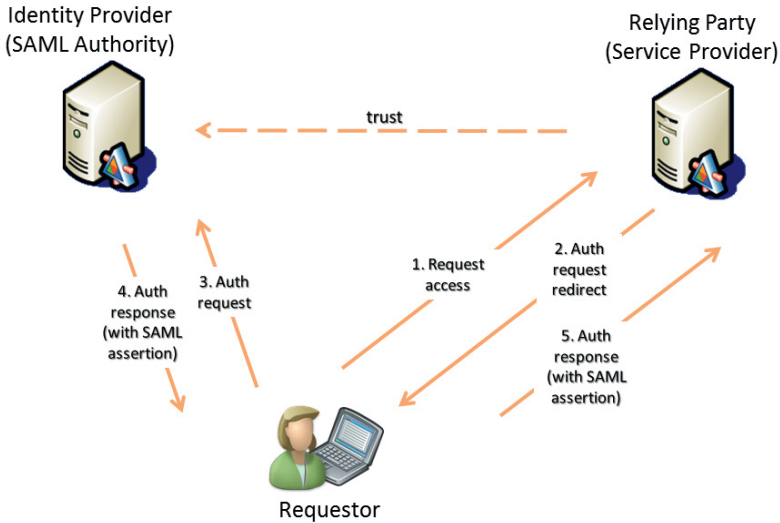 Identity Provider
(SAML Authority)
Relying Party
(Service Provider)
trust
1. Request
access
2. Auth
request
redirect
3. Auth
request
4. Auth
response
(with SAML
assertion)
5. Auth
response
(with SAML
assertion)
Requestor